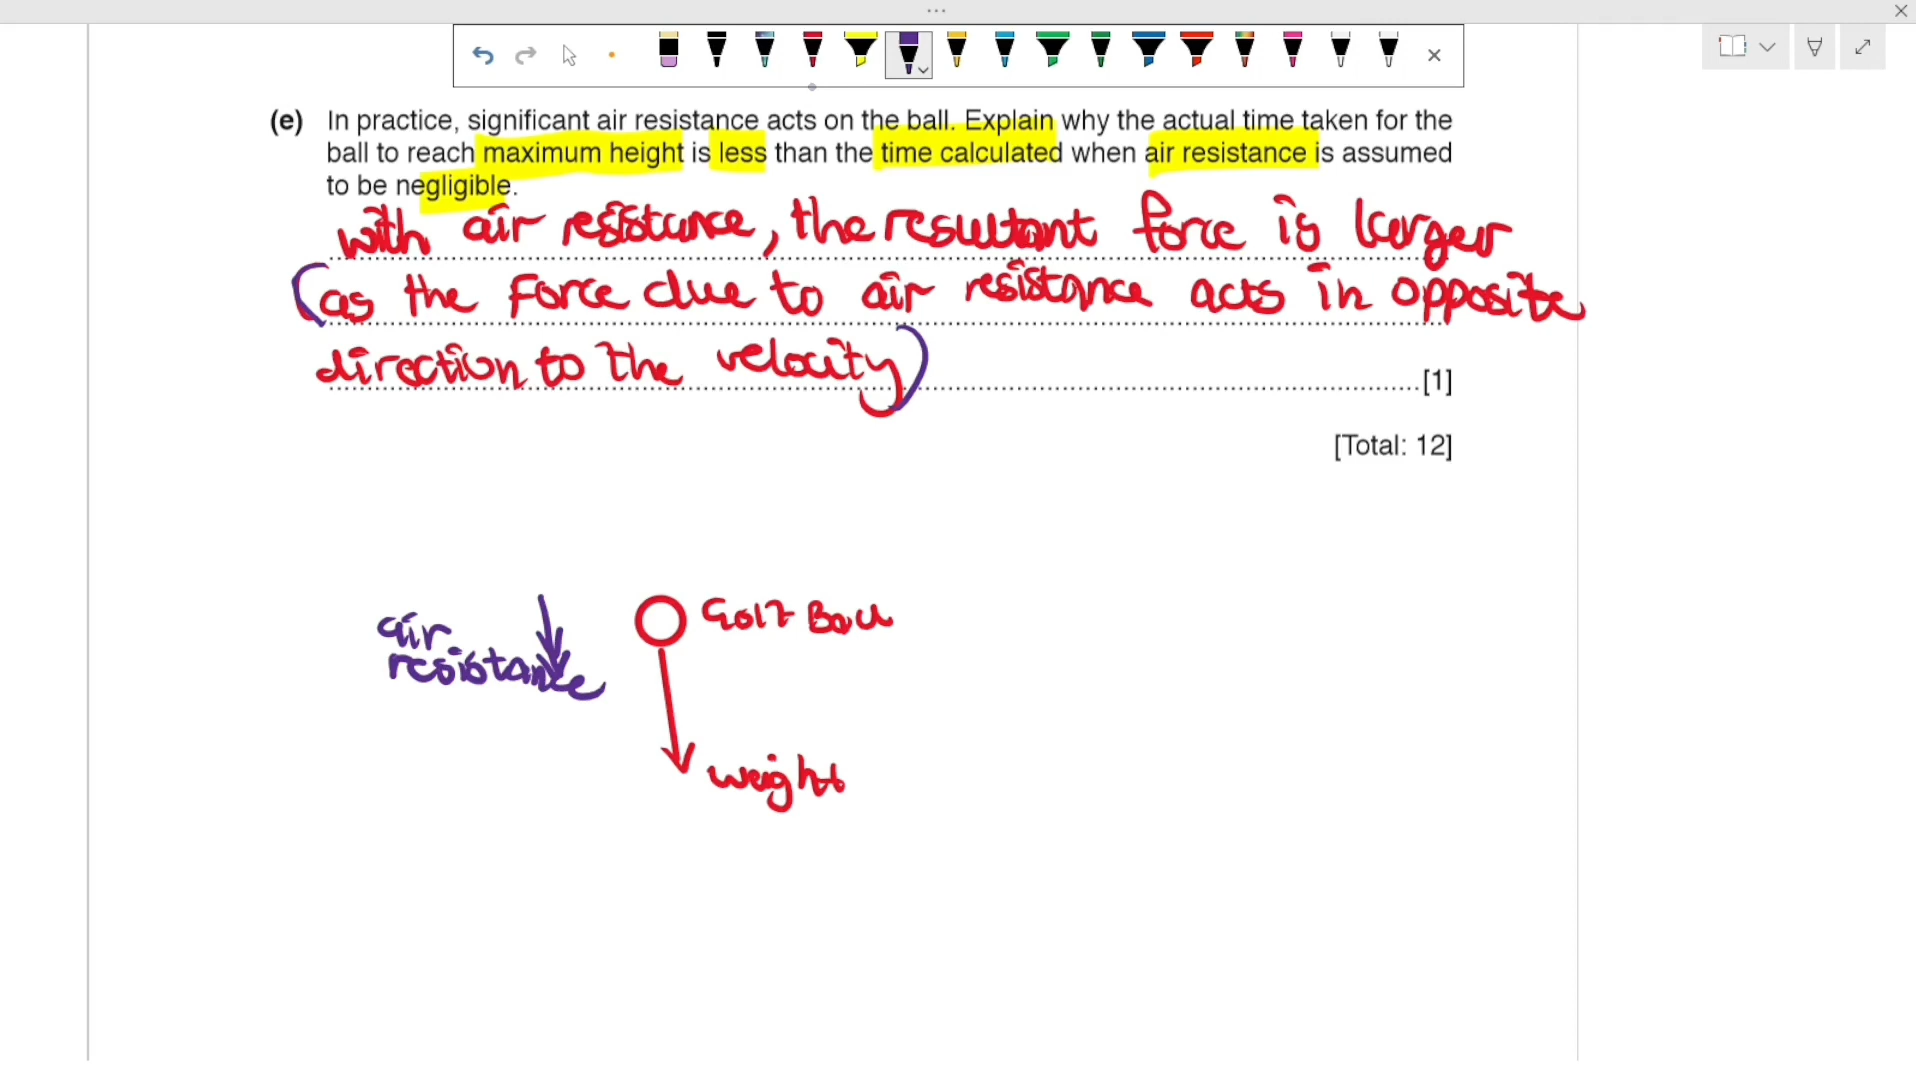 (e) In practice, significant air resistance acts on the ball. Explain why the actual time taken for the
ball to reach maximum height is less than the time calculated when air resistance is assumed
to be negligible.
with air resistance, the resultant force is larger
(as the force due to air resistance acts in opposite
direction to the velocity)
[1]
[Total: 12]
air
resistance
Golf Ball
weight